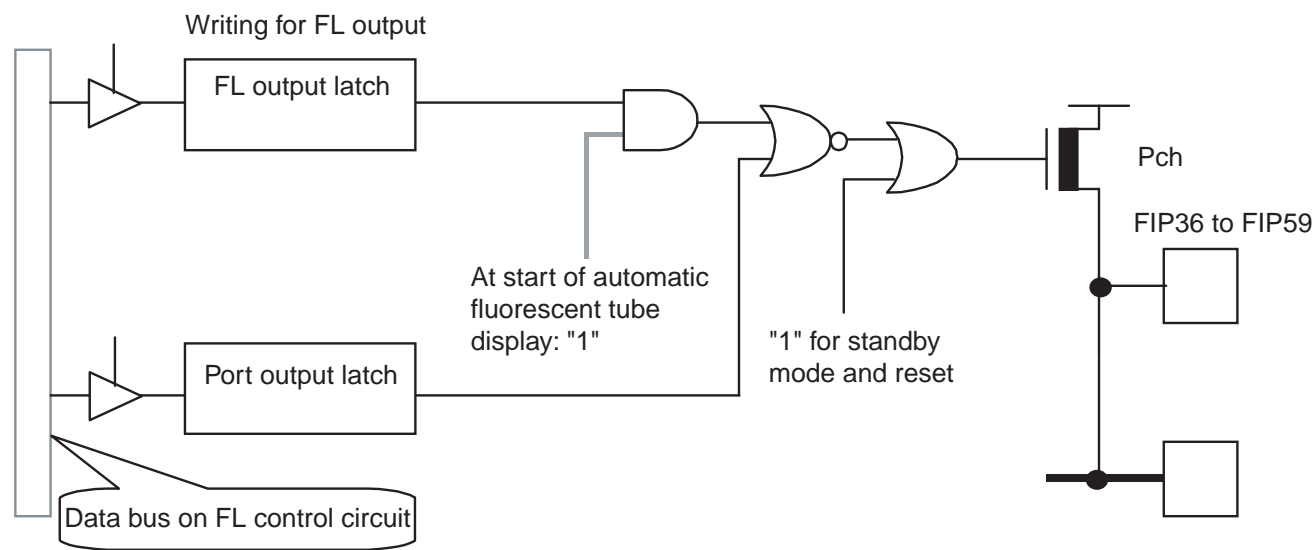 Writing for FL output
FL output latch
Pch
FIP36 to FIP59
At start of automatic
fluorescent tube
display: "1"
"1" for standby
mode and reset
Port output latch
Data bus on FL control circuit